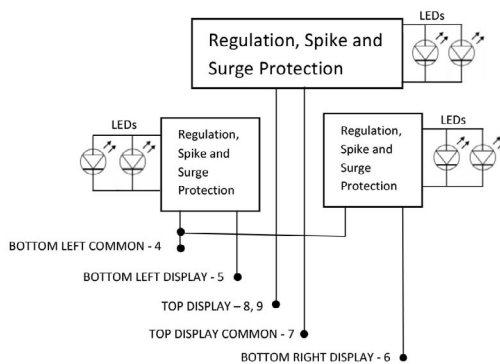 LEDs
Regulation, Spike and
Surge Protection
LEDs
Regulation,
Spike and
Surge
Protection
Regulation,
Spike and
Surge
Protection
LEDs
BOTTOM LEFT COMMON - 4
BOTTOM LEFT DISPLAY - 5
TOP DISPLAY – 8, 9
TOP DISPLAY COMMON - 7
BOTTOM RIGHT DISPLAY - 6